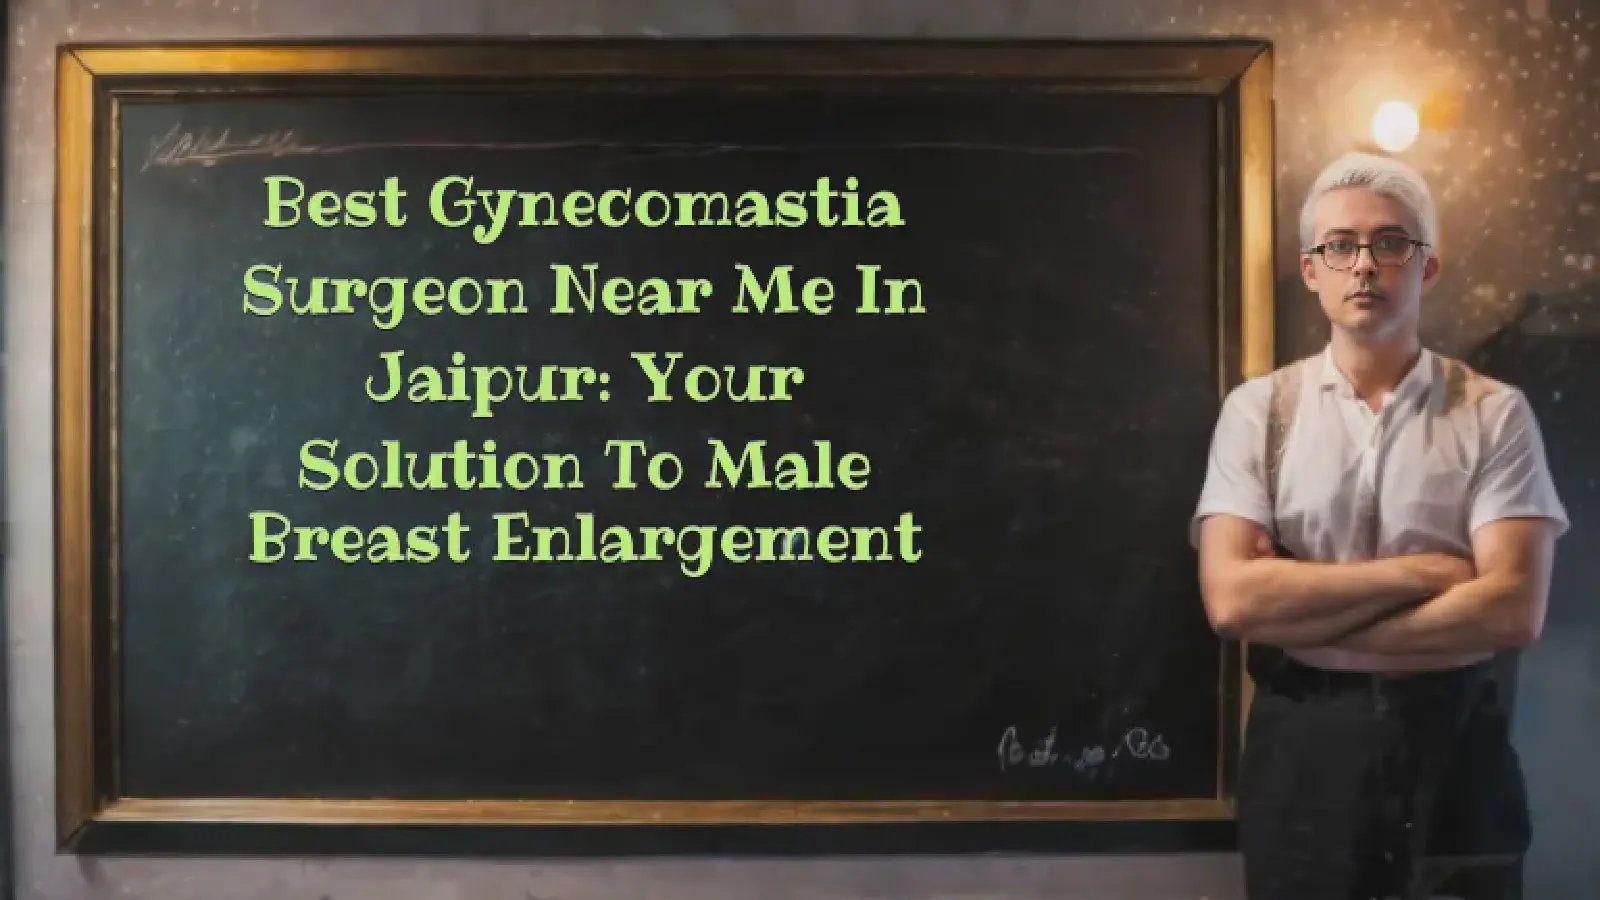 Best Gynecomastia
Surgeon Near Me In
Jaipur: Your
Solution To Male
Breast Enlargement